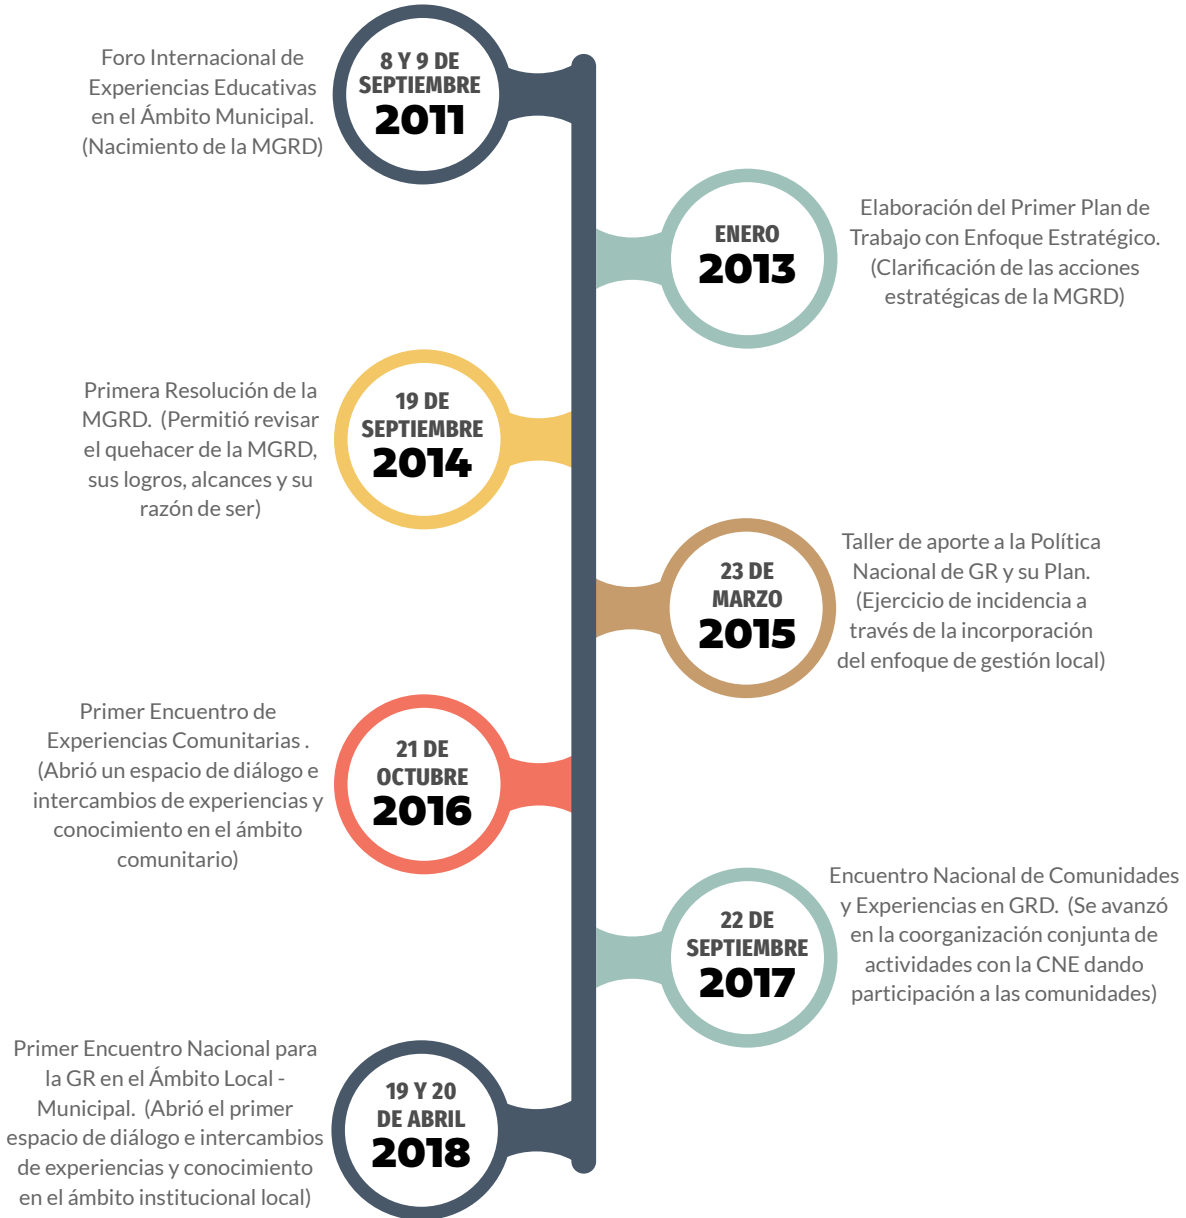 Foro Internacional de
Experiencias Educativas
en el Ámbito Municipal.
(Nacimiento de la MGRD)
8 Y 9 DE
SEPTIEMBRE
2011
ENERO
2013
Elaboración del Primer Plan de
Trabajo con Enfoque Estratégico.
(Clarificación de las acciones
estratégicas de la MGRD)
Primera Resolución de la
MGRD. (Permitió revisar
el quehacer de la MGRD,
sus logros, alcances y su
razón de ser)
19 DE
SEPTIEMBRE
2014
23 DE
MARZO
2015
Taller de aporte a la Política
Nacional de GR y su Plan.
(Ejercicio de incidencia a
través de la incorporación
del enfoque de gestión local)
Primer Encuentro de
Experiencias Comunitarias .
(Abrió un espacio de diálogo e
intercambios de experiencias y
conocimiento en el ámbito
comunitario)
21 DE
OCTUBRE
2016
22 DE
SEPTIEMBRE
2017
Encuentro Nacional de Comunidades
y Experiencias en GRD. (Se avanzó
en la coorganización conjunta de
actividades con la CNE dando
participación a las comunidades)
Primer Encuentro Nacional para
la GR en el Ámbito Local -
Municipal. (Abrió el primer
espacio de diálogo e intercambios
de experiencias y conocimiento
en el ámbito institucional local)
19 Y 20
DE ABRIL
2018